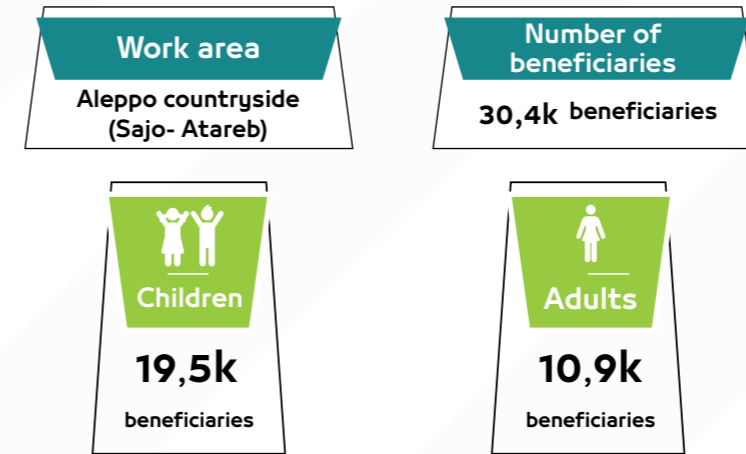 Work area
Aleppo countryside
(Sajo- Atareb)
Number of
beneficiaries
30,4k beneficiaries
Children
19,5k
beneficiaries
Adults
10,9k
beneficiaries